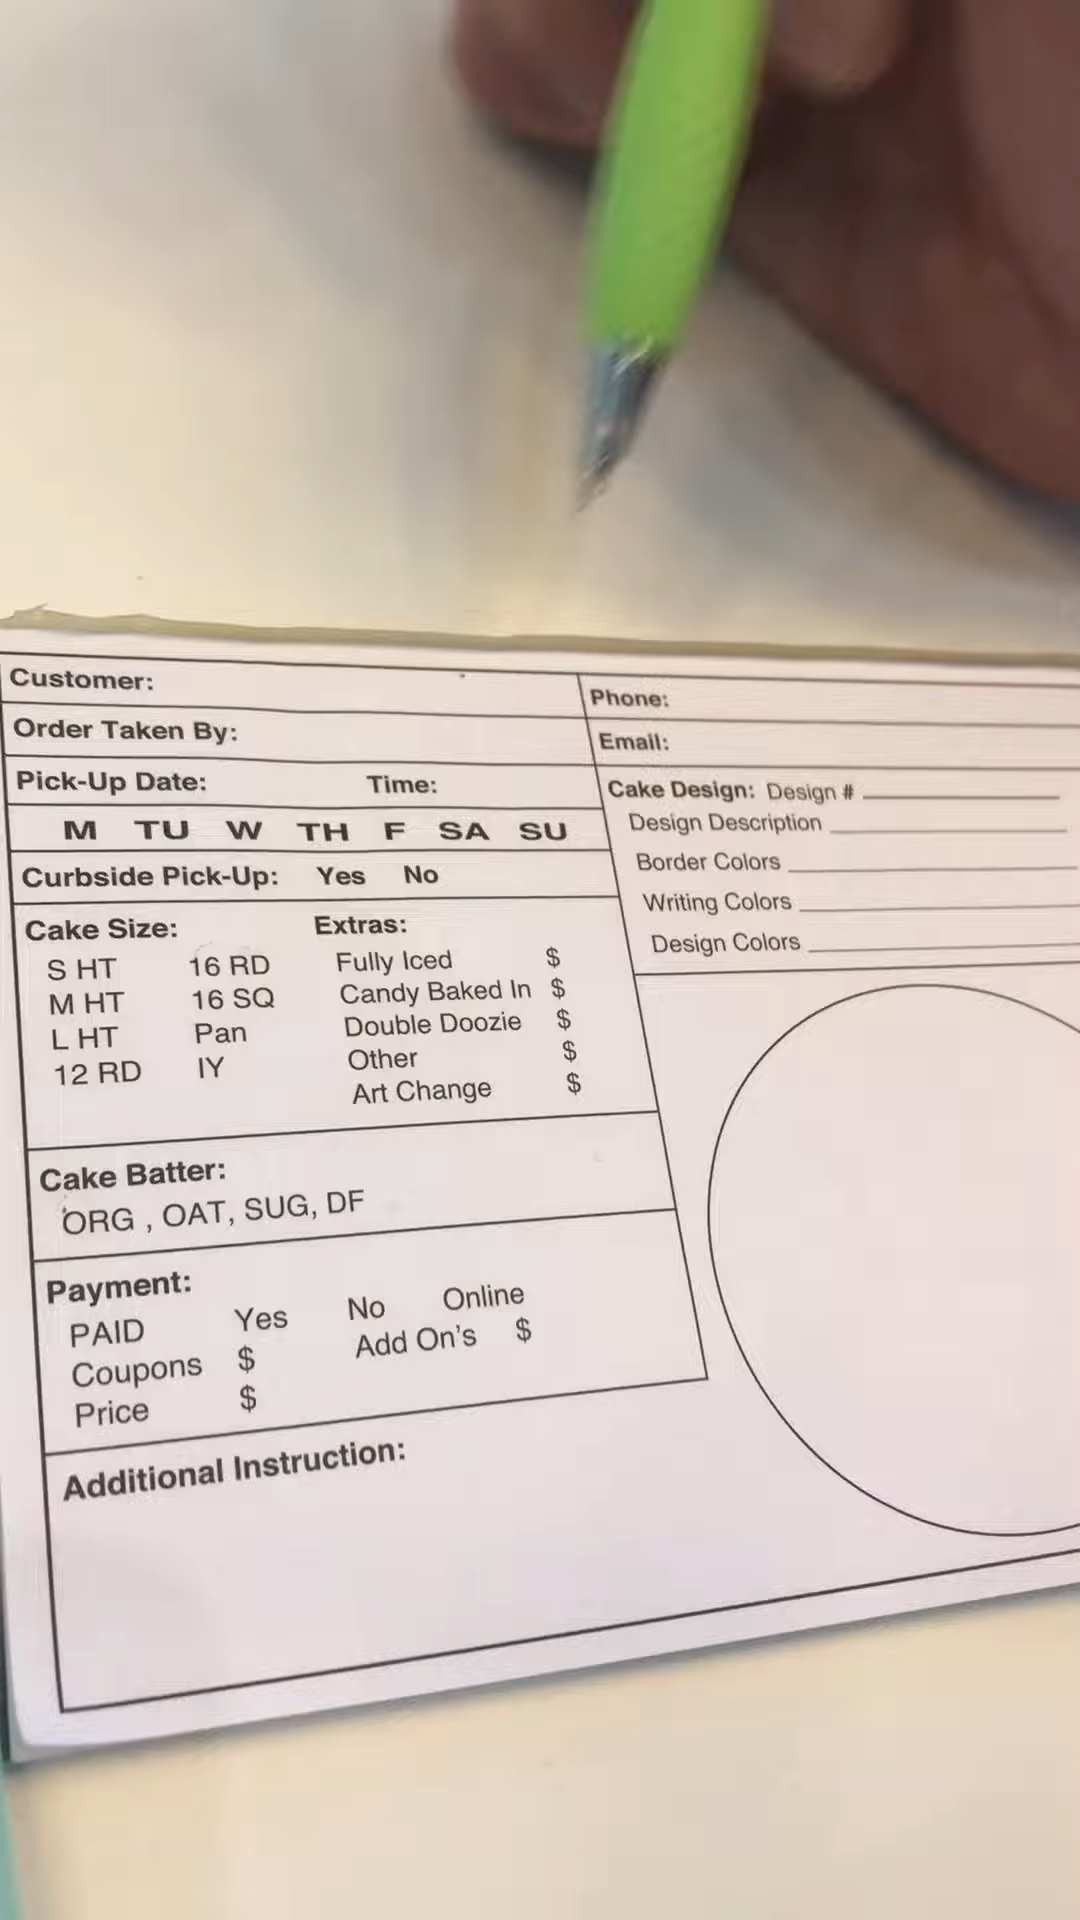 Customer:
Phone:
Order Taken By:
Email:
Pick-Up Date: Time:
Cake Design: Design #
M TU W TH F SA SU
Design Description
Curbside Pick-Up: Yes No
Border Colors
Writing Colors
Design Colors
Cake Size: Extras:
S HT 16 RD Fully Iced $
M HT 16 SQ Candy Baked In $
L HT Pan Double Doozie $
12 RD IY Other $
Art Change $
Cake Batter:
ORG , OAT, SUG, DF
Payment:
PAID Yes No Online
Coupons $ Add On's $
Price $
Additional Instruction: